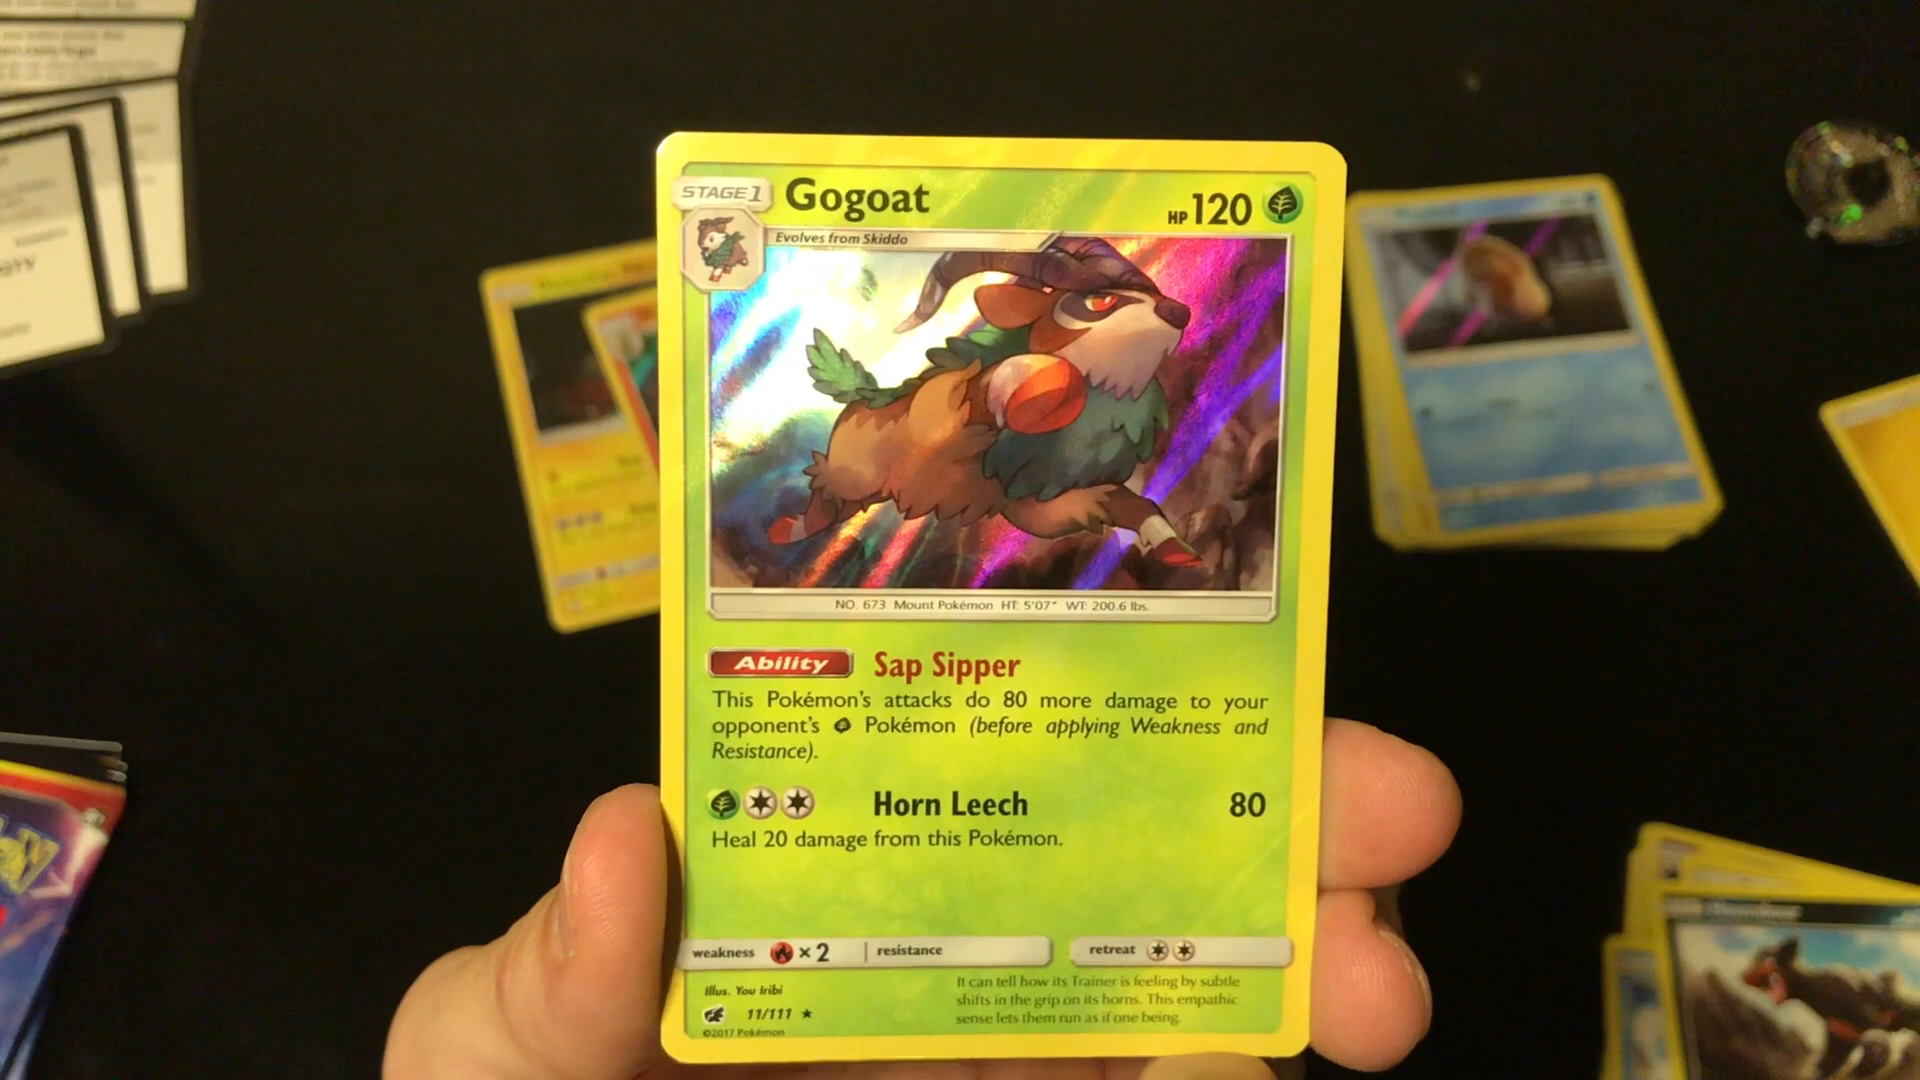 STAGE 1
Gogoat
HP 120
Evolves from Skiddo
NO. 673 Mount Pokémon HT: 5'07" WT: 200.6 lbs.
Ability Sap Sipper
This Pokémon's attacks do 80 more damage to your
opponent's Pokémon (before applying Weakness and
Resistance).
Horn Leech 80
Heal 20 damage from this Pokémon.
weakness × 2 resistance retreat
Illus. You Iribi
11/111 ★
©2017 Pokémon
It can tell how its Trainer is feeling by subtle
shifts in the grip on its horns. This empathic
sense lets them run as if one being.